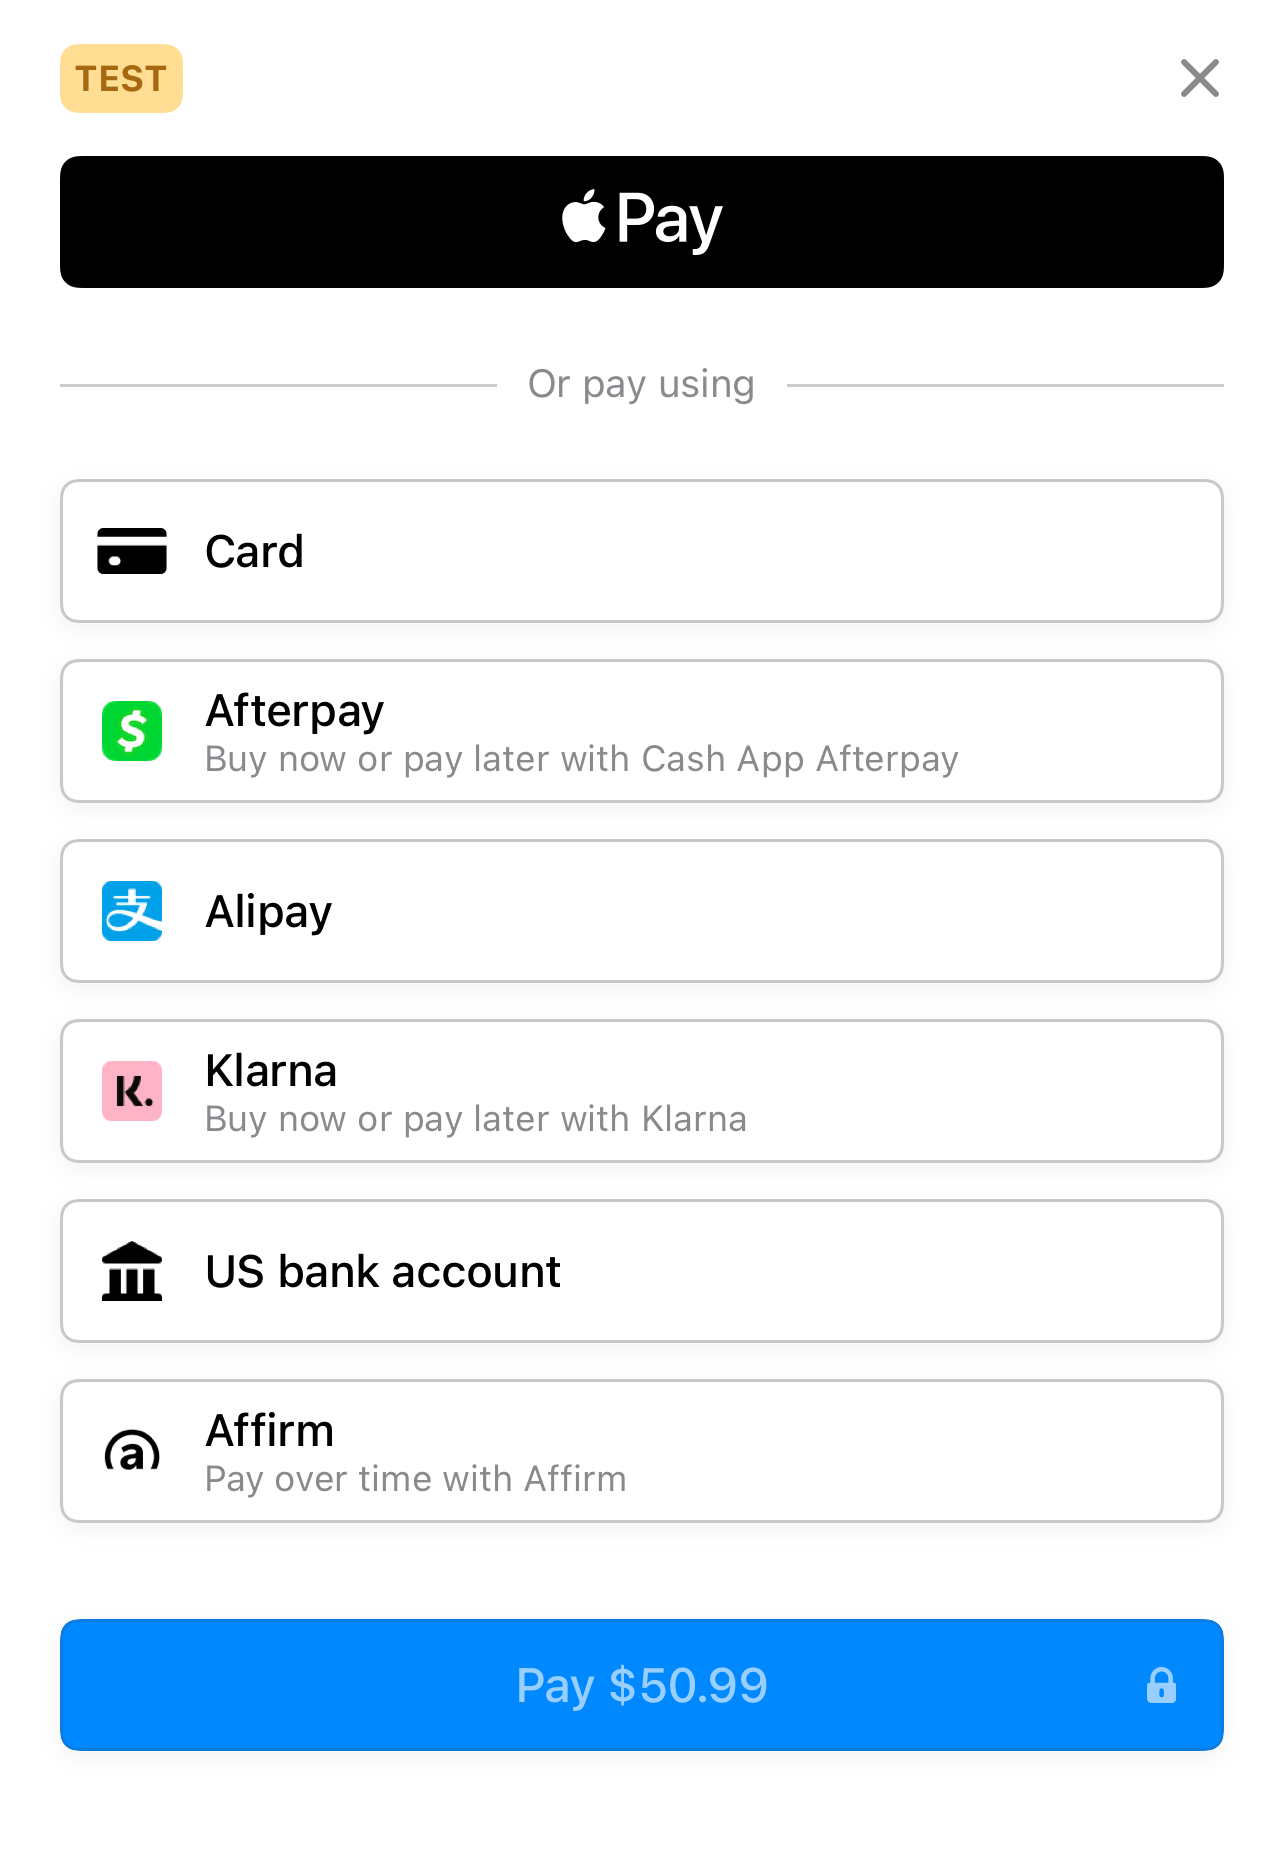 TEST
Pay
Or pay using
Card
Afterpay
Buy now or pay later with Cash App Afterpay
支
Alipay
K.
Klarna
Buy now or pay later with Klarna
US bank account
a
Affirm
Pay over time with Affirm
Pay $50.99